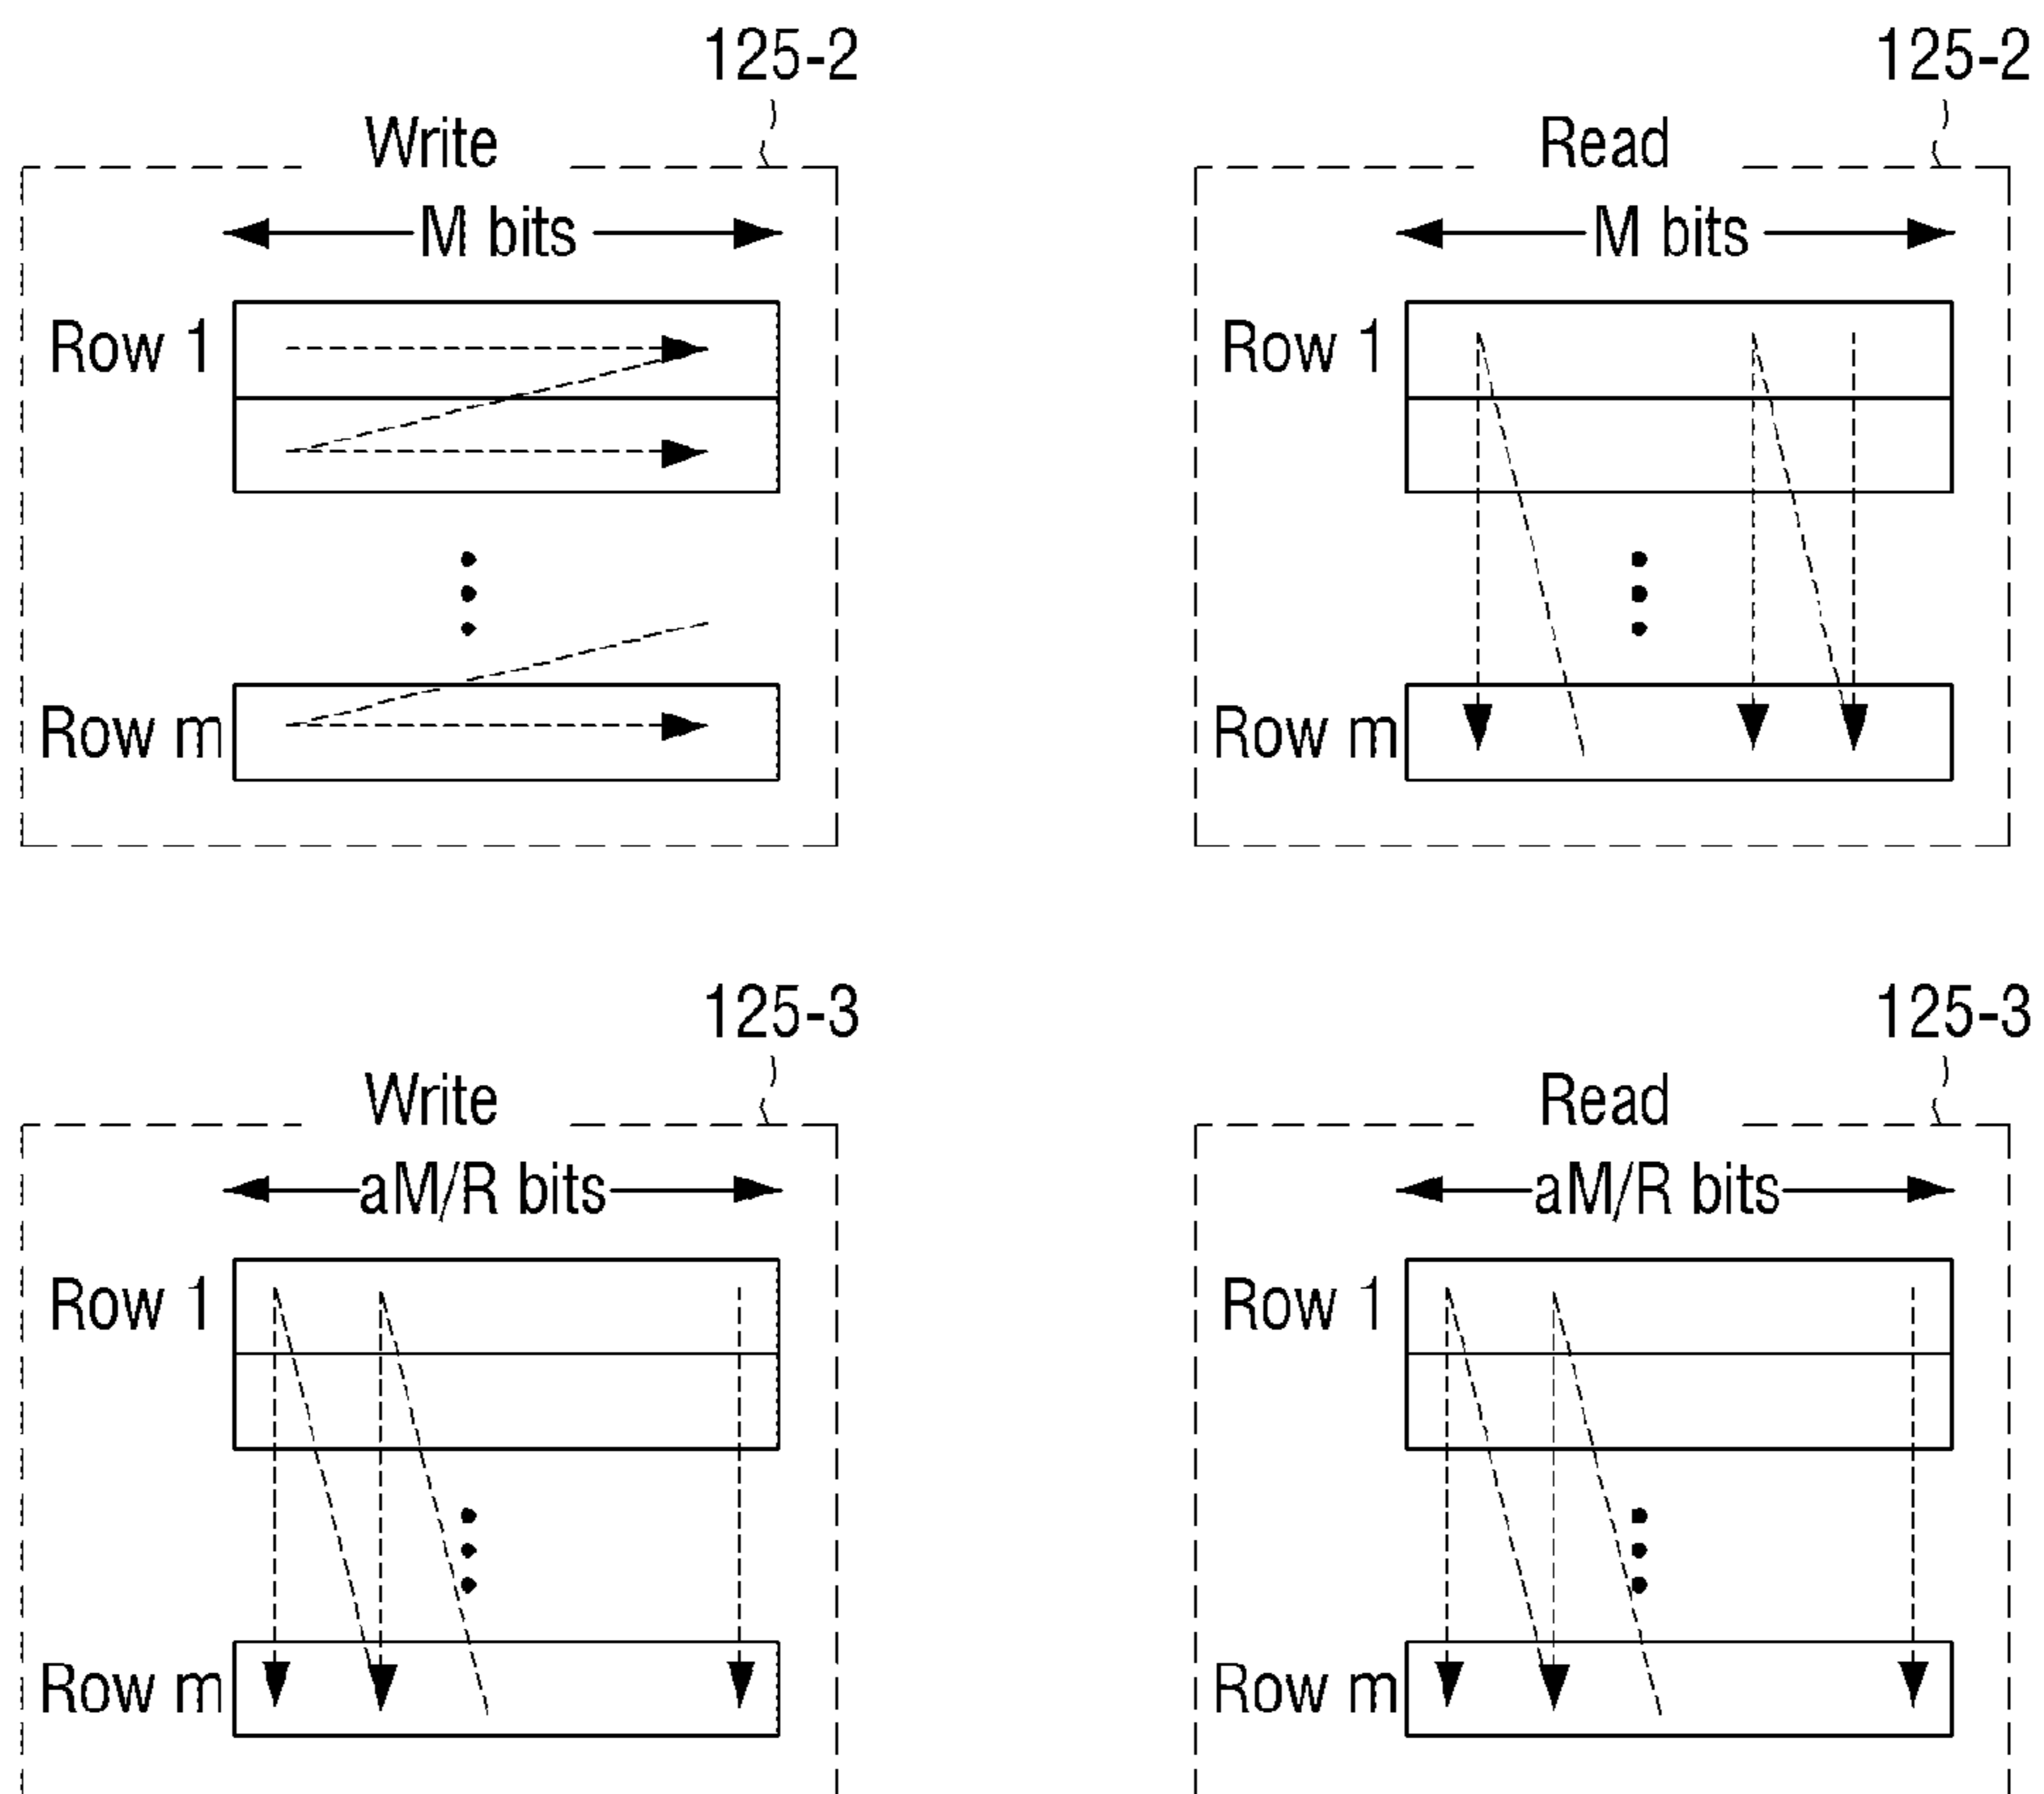 125-2
125-2
Write
Read
M bits
M bits
Row 1
Row 1
Row m
Row m
125-3
125-3
Write
Read
aM/R bits
aM/R bits
Row 1
Row 1
Row m
Row m